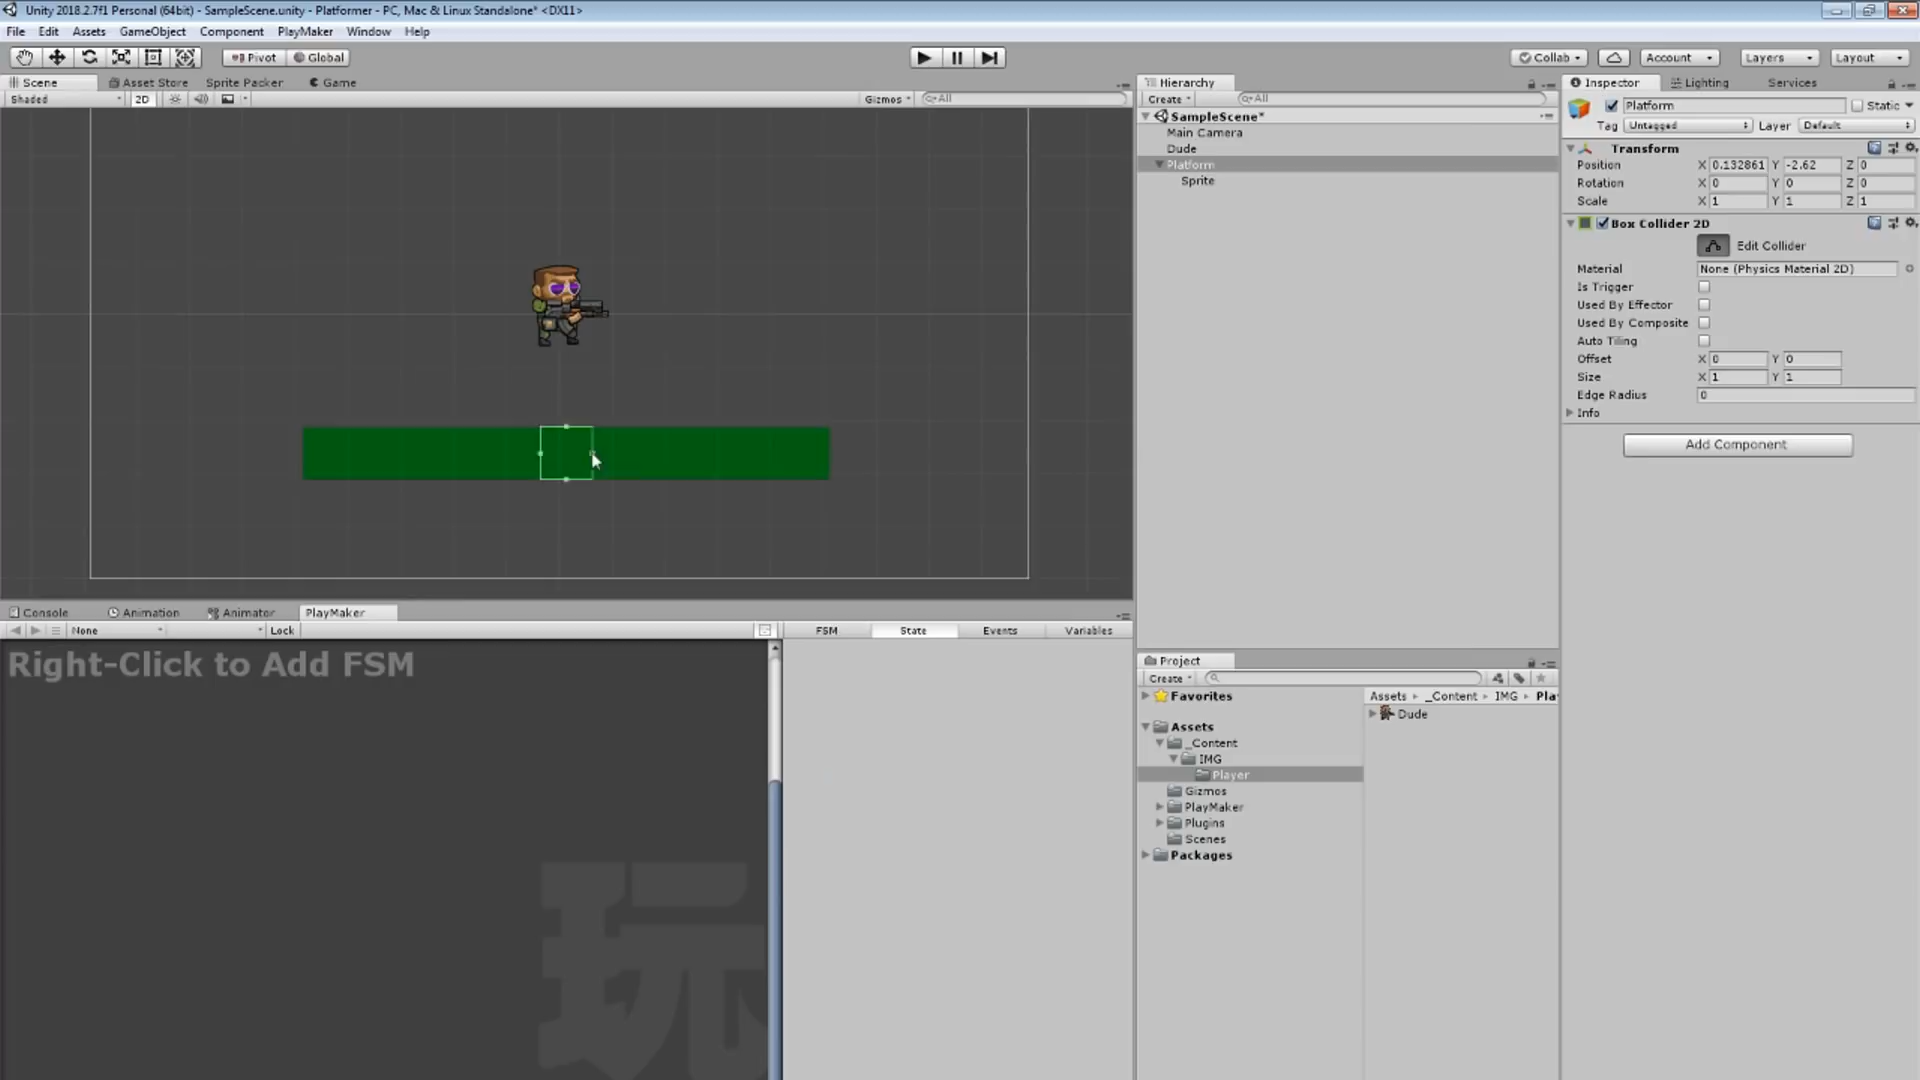 Unity 2018.2.7f1 Personal (64bit) - SampleScene.unity - Platformer - PC, Mac & Linux Standalone* <DX11>
File Edit Assets GameObject Component PlayMaker Window Help
Pivot Global Collab Account Layers Layout
Scene Asset Store Sprite Packer Game
Shaded 2D Gizmos All
Hierarchy
Create All
SampleScene*
Main Camera
Dude
Platform
Sprite
Inspector Lighting Services
Platform Static
Tag Untagged Layer Default
Transform
Position X 0.132861 Y -2.62 Z 0
Rotation X 0 Y 0 Z 0
Scale X 1 Y 1 Z 1
Box Collider 2D
Edit Collider
Material None (Physics Material 2D)
Is Trigger
Used By Effector
Used By Composite
Auto Tiling
Offset X 0 Y 0
Size X 1 Y 1
Edge Radius 0
Info
Add Component
Console Animation Animator PlayMaker
None Lock FSM State Events Variables
Right-Click to Add FSM
玩
Project
Create
Favorites
Assets
_Content
IMG
Player
Gizmos
PlayMaker
Plugins
Scenes
Packages
Assets _Content IMG Pla
Dude